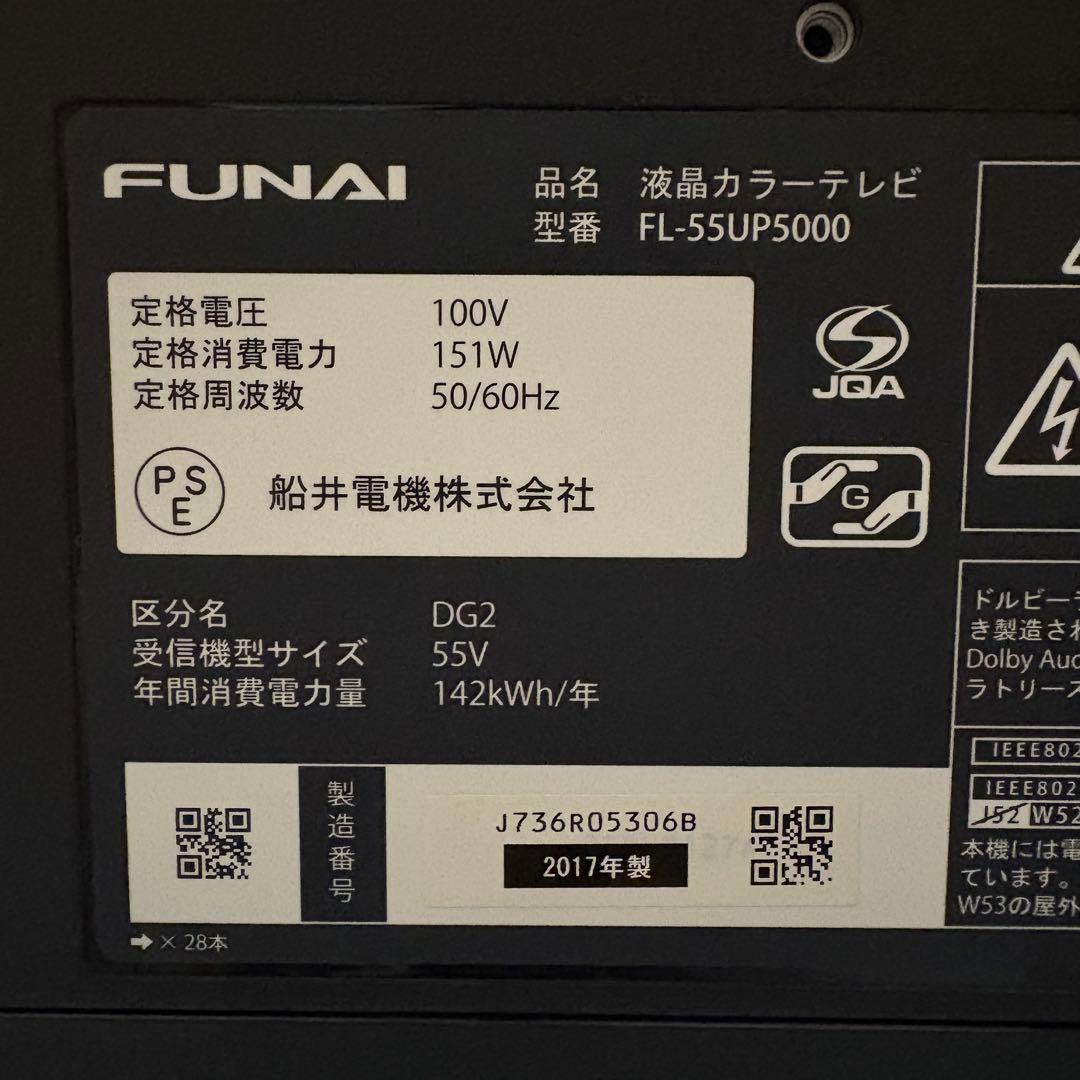 FUNAI
品名 液晶カラーテレビ
型番 FL-55UP5000
定格電圧 100V
定格消費電力 151W
定格周波数 50/60Hz
PSE
船井電機株式会社
JQA
G
区分名 DG2
受信機型サイズ 55V
年間消費電力量 142kWh/年
製造番号
J736R05306B
2017年製
➡× 28本
ドルビー
き製造され
Dolby Aud
ラトリース
IEEE802
IEEE802
J52 W52
本機には電
ています。
W53の屋外